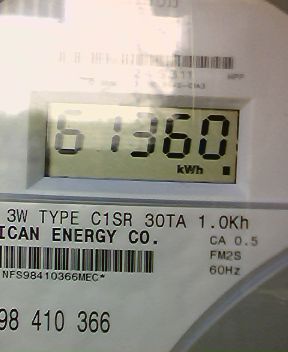 61360
kWh
3W TYPE C1SR 30TA 1.0Kh
ICAN ENERGY CO.
CA 0.5
FM2S
60Hz
NFS98410366MEC*
98 410 366